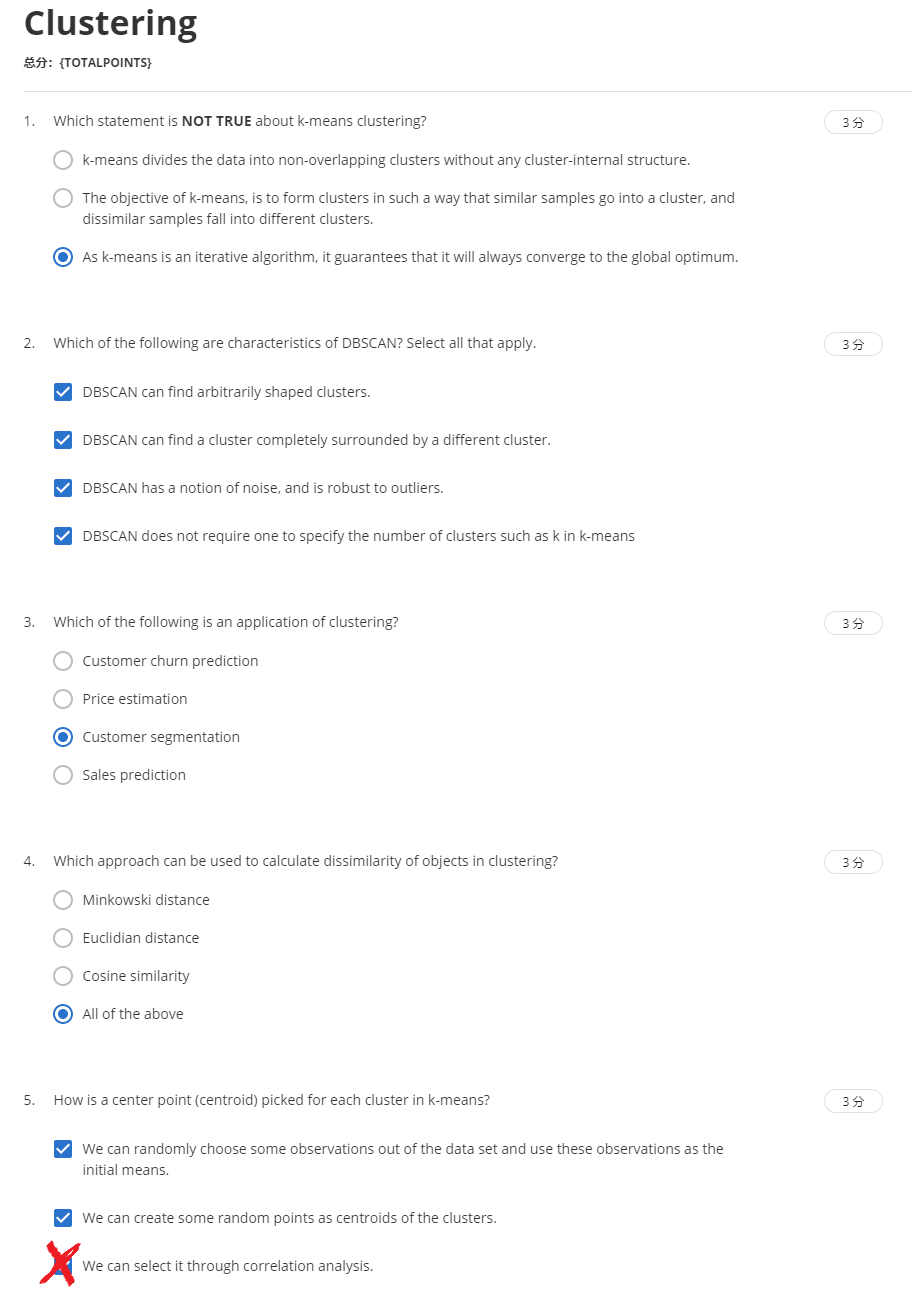 Clustering
总分: {TOTALPOINTS}
1. Which statement is NOT TRUE about k-means clustering? 3 分
k-means divides the data into non-overlapping clusters without any cluster-internal structure.
The objective of k-means, is to form clusters in such a way that similar samples go into a cluster, and
dissimilar samples fall into different clusters.
As k-means is an iterative algorithm, it guarantees that it will always converge to the global optimum.
2. Which of the following are characteristics of DBSCAN? Select all that apply. 3 分
DBSCAN can find arbitrarily shaped clusters.
DBSCAN can find a cluster completely surrounded by a different cluster.
DBSCAN has a notion of noise, and is robust to outliers.
DBSCAN does not require one to specify the number of clusters such as k in k-means
3. Which of the following is an application of clustering? 3 分
Customer churn prediction
Price estimation
Customer segmentation
Sales prediction
4. Which approach can be used to calculate dissimilarity of objects in clustering? 3 分
Minkowski distance
Euclidian distance
Cosine similarity
All of the above
5. How is a center point (centroid) picked for each cluster in k-means? 3 分
We can randomly choose some observations out of the data set and use these observations as the
initial means.
We can create some random points as centroids of the clusters.
We can select it through correlation analysis.